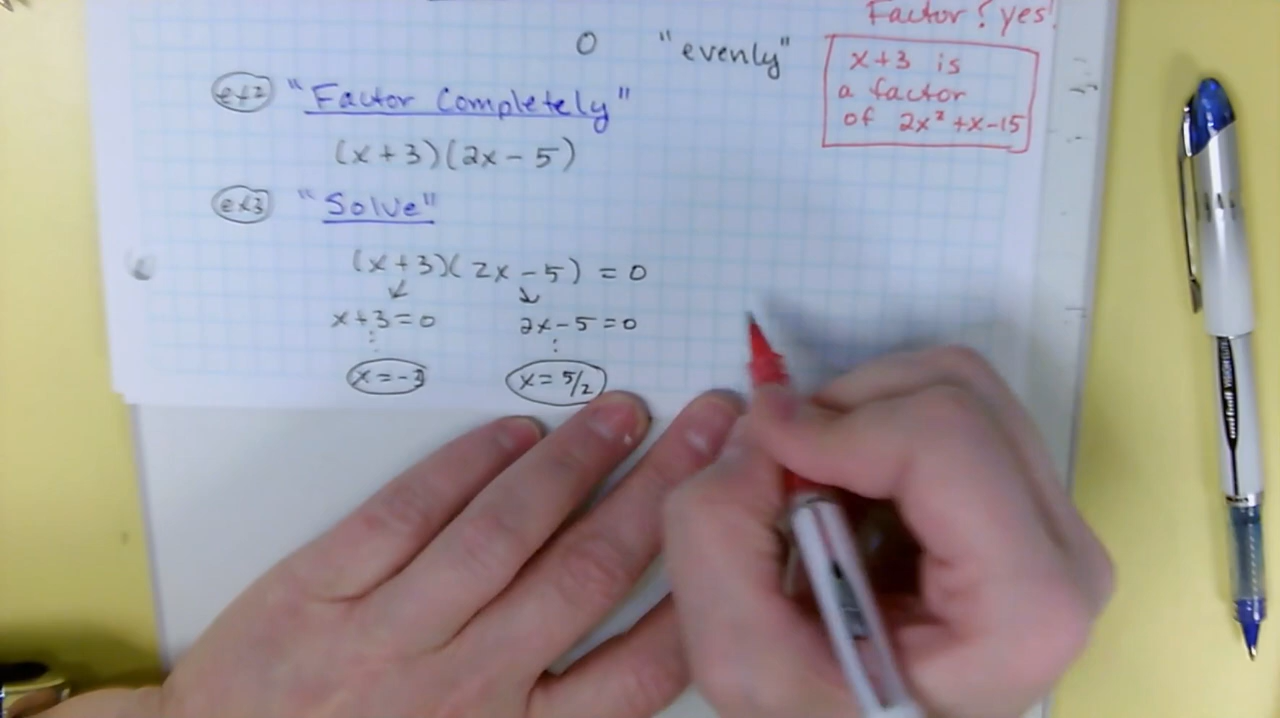 Factor? yes!
0 "evenly"
x+3 is
a factor
of 2x²+x-15
ex2 "Factor Completely"
(x+3)(2x-5)
ex3 "Solve"
(x+3)(2x-5) = 0
x+3=0 2x-5=0
x=-3 x=5/2